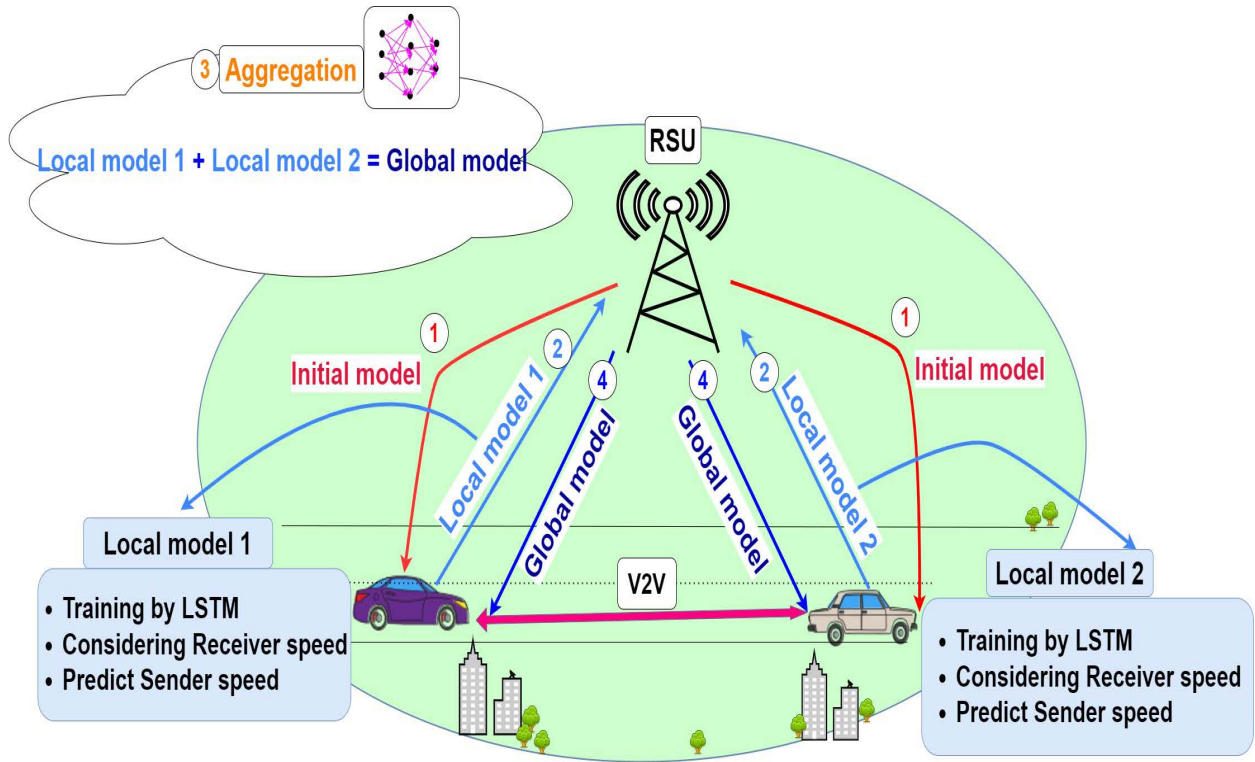 3 Aggregation
Local model 1 + Local model 2 = Global model
RSU
1
Initial model
2
Local model 1
4
Global model
4
Global model
2
Local model 2
1
Initial model
V2V
Local model 1
• Training by LSTM
• Considering Receiver speed
• Predict Sender speed
Local model 2
• Training by LSTM
• Considering Receiver speed
• Predict Sender speed